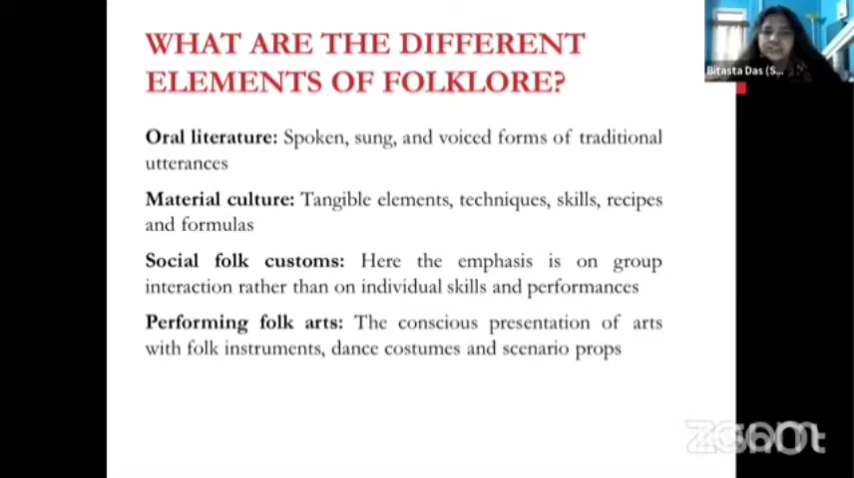 WHAT ARE THE DIFFERENT
ELEMENTS OF FOLKLORE?
Oral literature: Spoken, sung, and voiced forms of traditional
utterances
Material culture: Tangible elements, techniques, skills, recipes
and formulas
Social folk customs: Here the emphasis is on group
interaction rather than on individual skills and performances
Performing folk arts: The conscious presentation of arts
with folk instruments, dance costumes and scenario props
Bitasta Das (S...